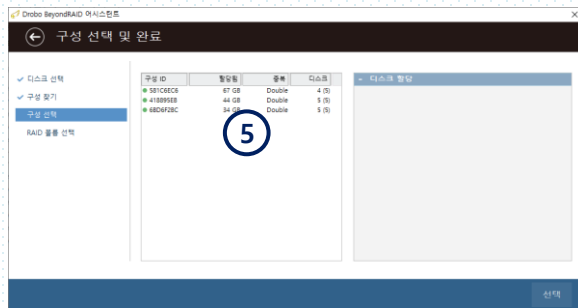 Drobo BeyondRAID 어시스턴트
구성 선택 및 완료
디스크 선택
구성 찾기
구성 선택
RAID 볼륨 선택
구성 ID 할당됨 중복 디스크
581C6EC6 67 GB Double 4 (5)
418895E8 44 GB Double 5 (5)
68D6F2BC 34 GB Double 5 (5)
5
디스크 할당
선택